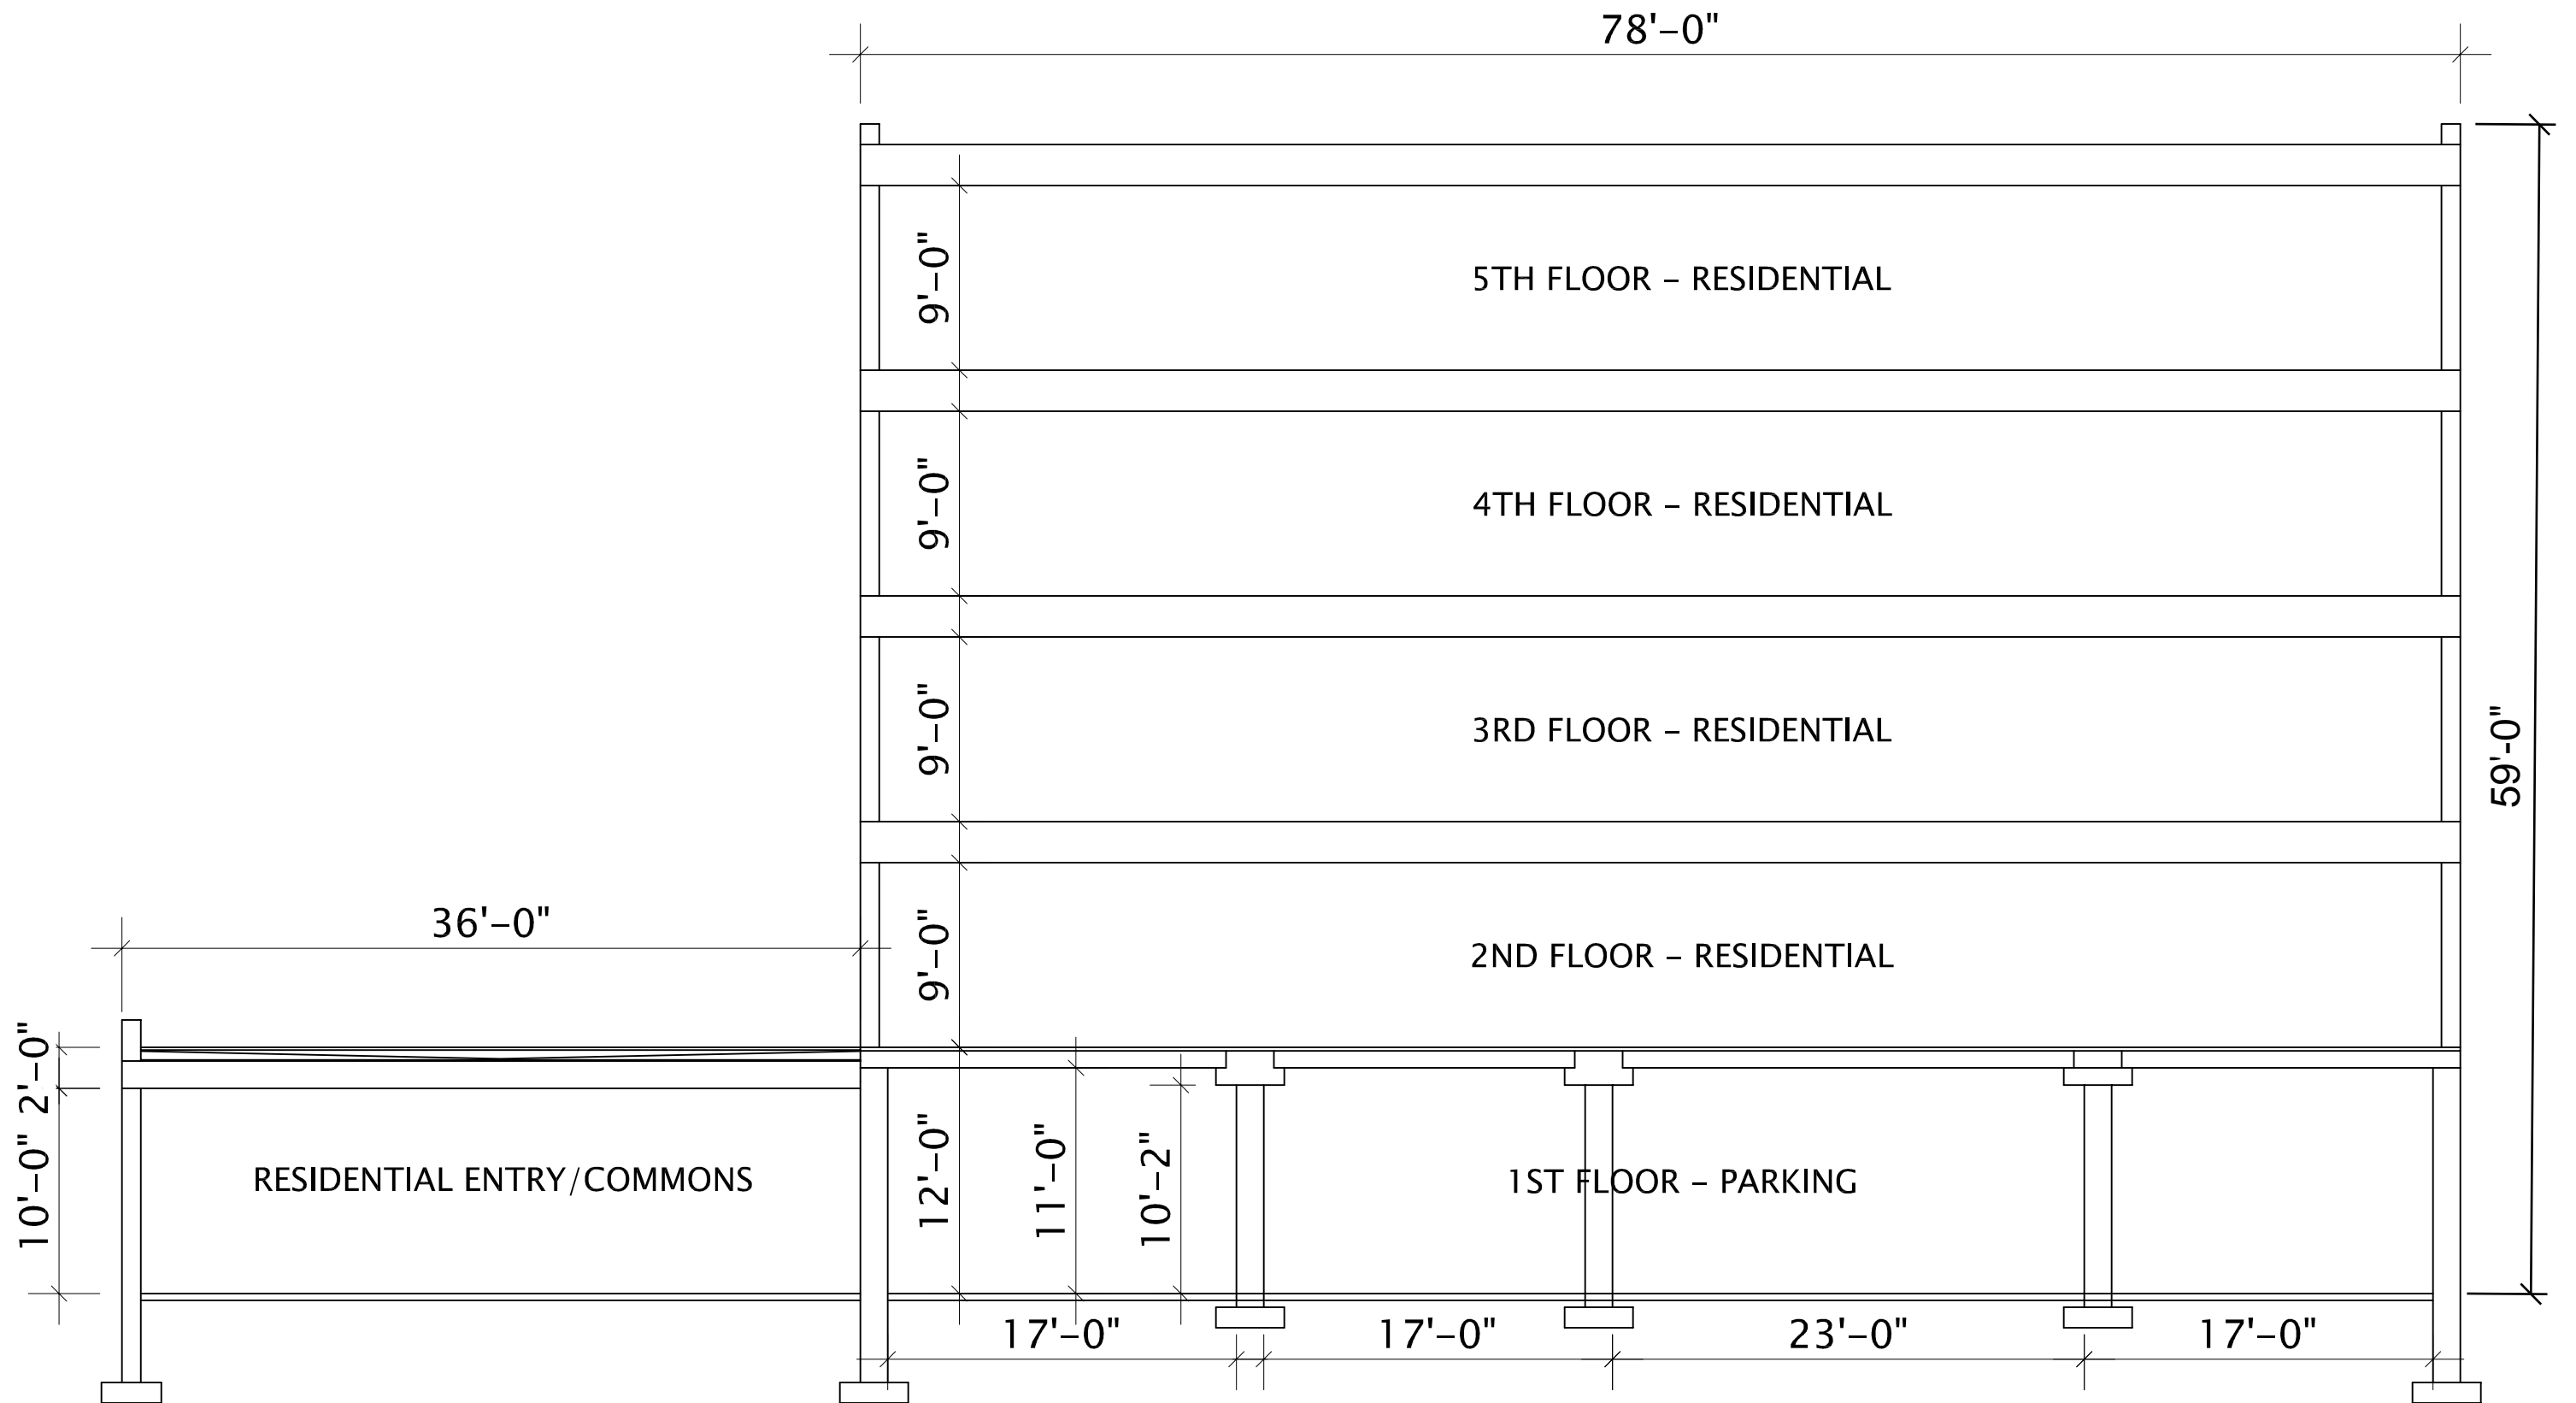 78'–0"
9'–0"
5TH FLOOR – RESIDENTIAL
9'–0"
4TH FLOOR – RESIDENTIAL
9'–0"
3RD FLOOR – RESIDENTIAL
59'-0"
36'–0"
9'–0"
2ND FLOOR – RESIDENTIAL
2'–0"
10'–0"
RESIDENTIAL ENTRY/COMMONS
12'–0"
11'–0"
10'–2"
1ST FLOOR – PARKING
17'–0"
17'–0"
23'–0"
17'–0"